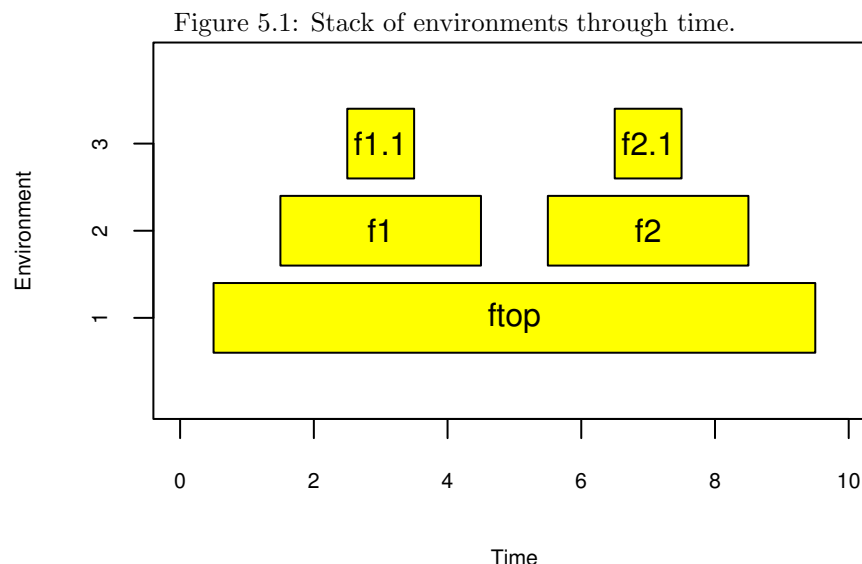 Figure 5.1: Stack of environments through time.
f1.1 f2.1
f1 f2
ftop
3
2
1
Environment
0 2 4 6 8 10
Time